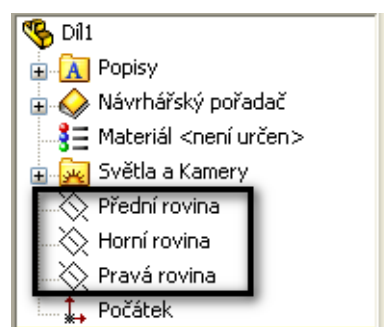 Díl1
Popisy
Návrhářský pořadač
Materiál <není určen>
Světla a Kamery
Přední rovina
Horní rovina
Pravá rovina
Počátek